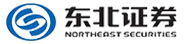 东北证券
NORTHEAST SECURITIES